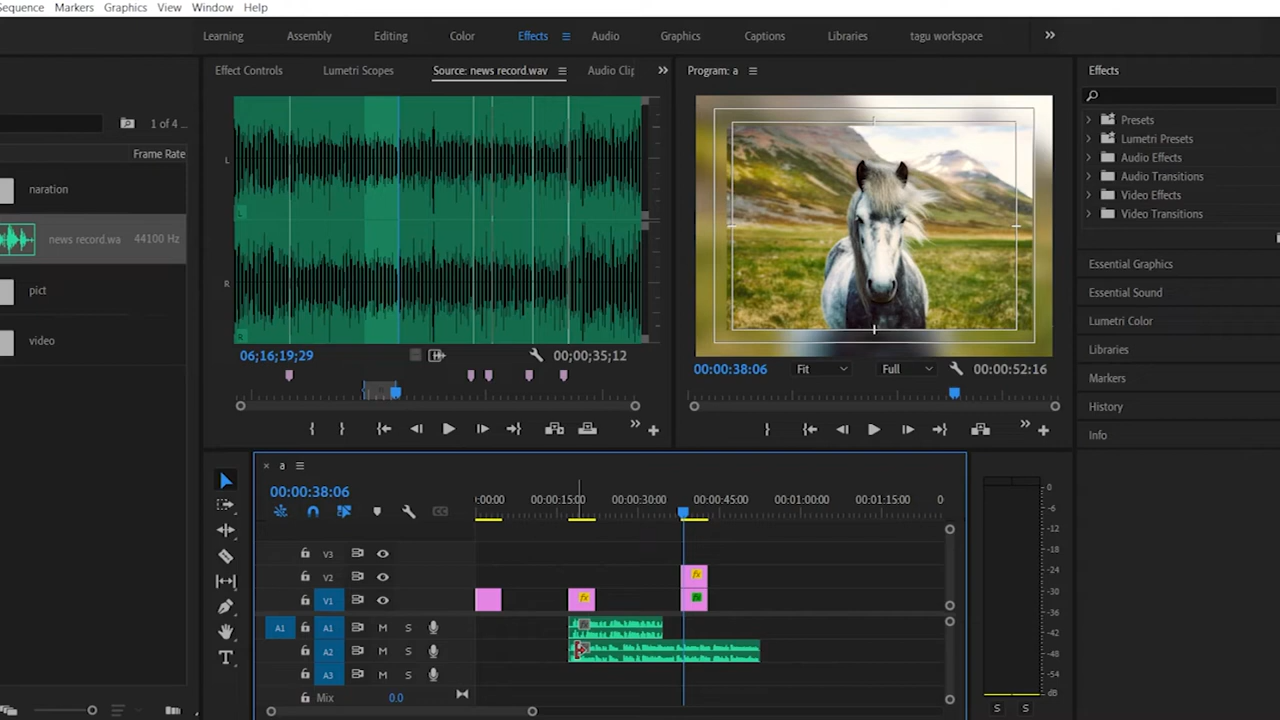 Sequence Markers Graphics View Window Help
Learning Assembly Editing Color Effects Audio Graphics Captions Libraries tagu workspace
Effect Controls Lumetri Scopes Source: news record.wav Audio Clip
Program: a
Effects
1 of 4 ...
Frame Rate
naration
news record.wa 44100 Hz
pict
video
L
L
R
R
06;16;19;29
00;00;35;12
00:00:38:06
Fit
Full
00:00:52:16
Presets
Lumetri Presets
Audio Effects
Audio Transitions
Video Effects
Video Transitions
Essential Graphics
Essential Sound
Lumetri Color
Libraries
Markers
History
Info
× a
00:00:38:06
:00:00 00:00:15:00 00:00:30:00 00:00:45:00 00:01:00:00 00:01:15:00 0
V3
V2 fx
V1 fx fx
A1 A1 M S
A2 M S
A3 M S
Mix 0.0
T
0
-6
-12
-18
-24
-30
-36
-42
-48
-54
dB
S S